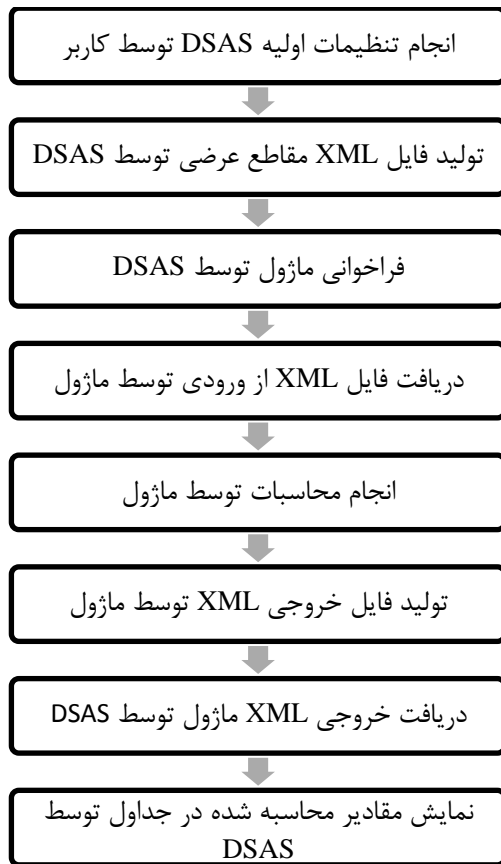 انجام تنظیمات اولیه DSAS توسط کاربر
تولید فایل XML مقاطع عرضی توسط DSAS
فراخوانی ماژول توسط DSAS
دریافت فایل XML از ورودی توسط ماژول
انجام محاسبات توسط ماژول
تولید فایل خروجی XML توسط ماژول
دریافت خروجی XML ماژول توسط DSAS
نمایش مقادیر محاسبه شده در جداول توسط
DSAS